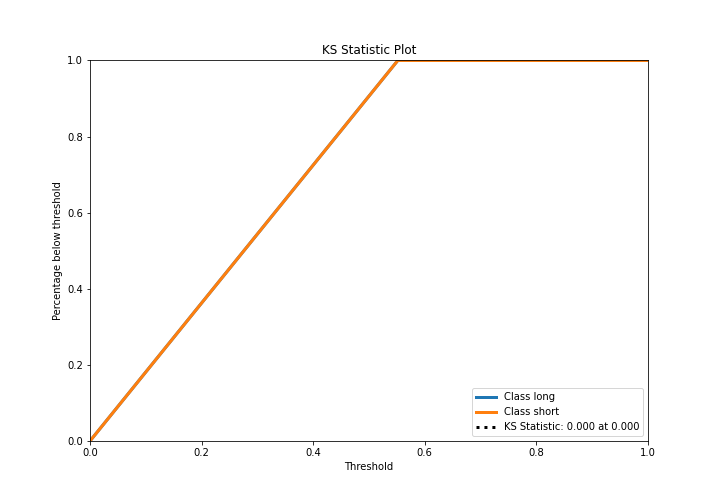 KS Statistic Plot
1.0
0.8
0.6
0.4
0.2
0.0
Percentage below threshold
0.0 0.2 0.4 0.6 0.8 1.0
Threshold
Class long
Class short
KS Statistic: 0.000 at 0.000